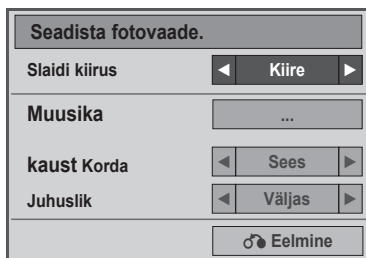 Seadista fotovaade.
Slaidi kiirus ◄ Kiire ►
Muusika ...
kaust Korda ◄ Sees ►
Juhuslik ◄ Väljas ►
Eelmine